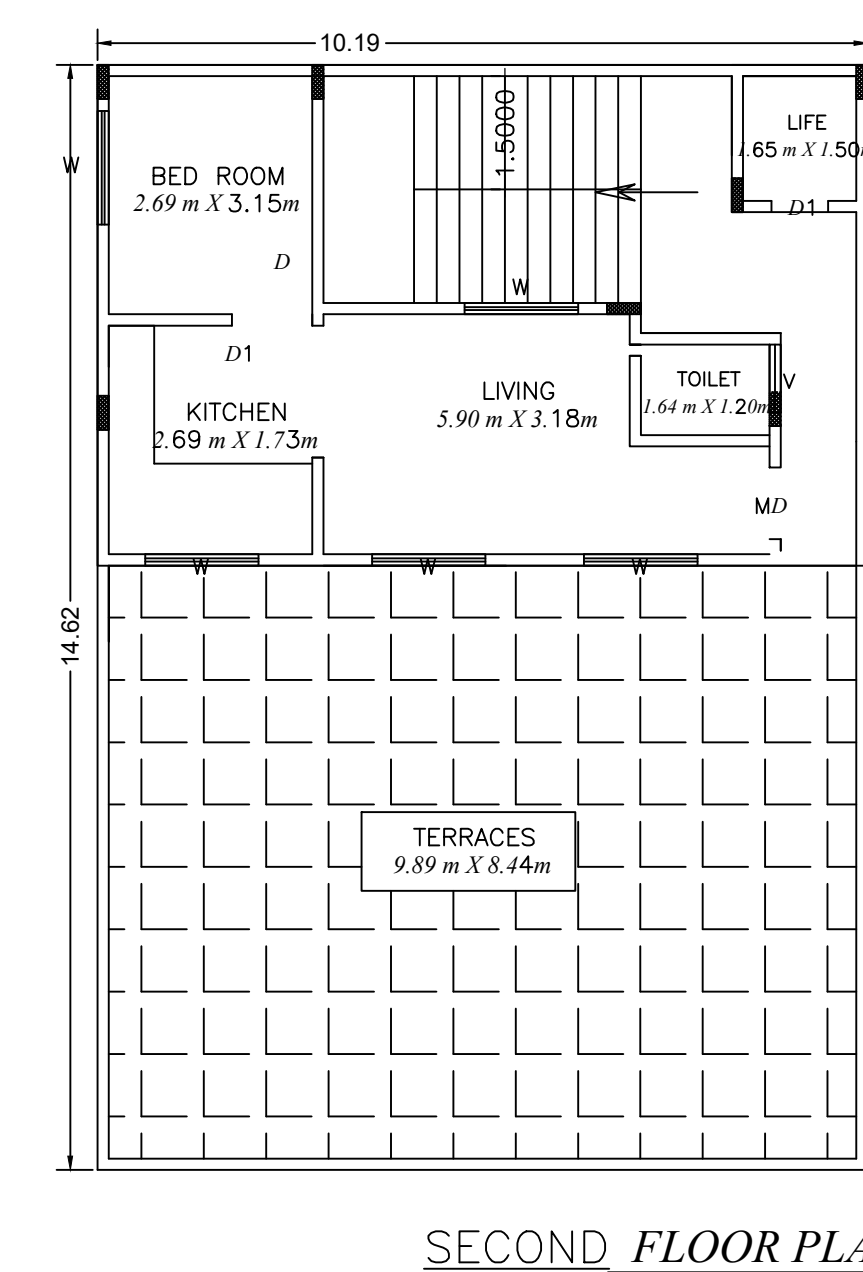 10.19
1.5000
LIFE
1.65 m X 1.50m
W
BED ROOM
2.69 m X 3.15m
D1
D
W
D1
TOILET
V
1.64 m X 1.20m
LIVING
5.90 m X 3.18m
KITCHEN
2.69 m X 1.73m
MD
W
W
W
14.62
TERRACES
9.89 m X 8.44m
SECOND FLOOR PLA